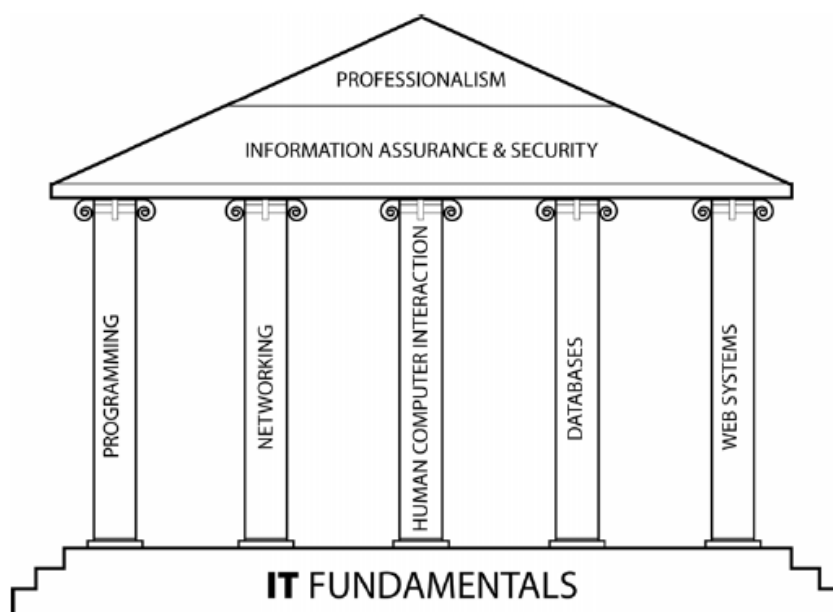 PROFESSIONALISM
INFORMATION ASSURANCE & SECURITY
PROGRAMMING
NETWORKING
HUMAN COMPUTER INTERACTION
DATABASES
WEB SYSTEMS
IT FUNDAMENTALS